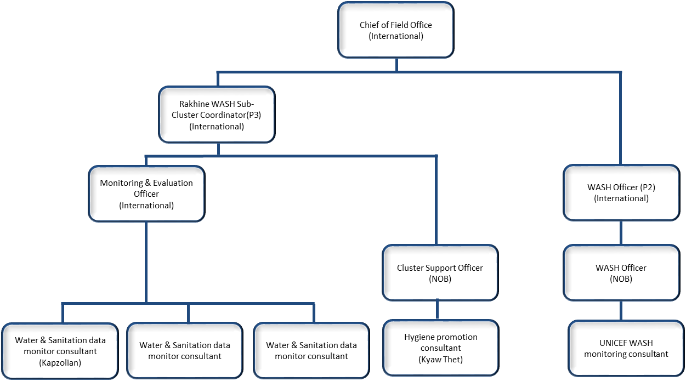 Chief of Field Office
(International)
Rakhine WASH Sub-
Cluster Coordinator(P3)
(International)
Monitoring & Evaluation
Officer
(International)
WASH Officer (P2)
(International)
Cluster Support Officer
(NOB)
WASH Officer
(NOB)
Water & Sanitation data
monitor consultant
(Kapzolian)
Water & Sanitation data
monitor consultant
Water & Sanitation data
monitor consultant
Hygiene promotion
consultant
(Kyaw Thet)
UNICEF WASH
monitoring consultant